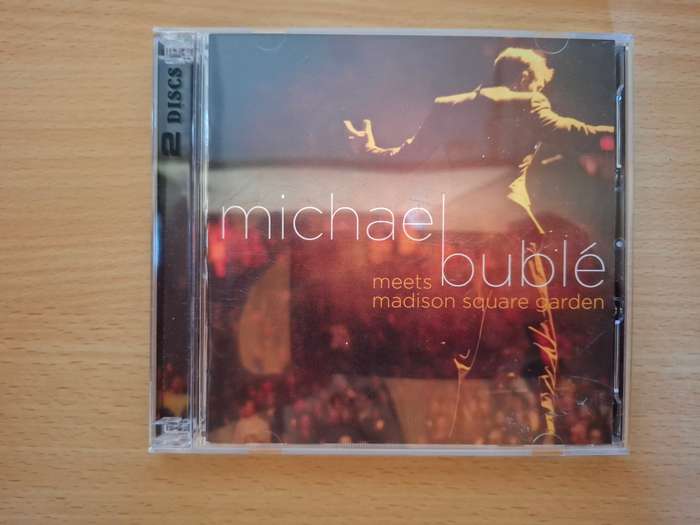 2 DISCS
michael
bublé
meets
madison square garden